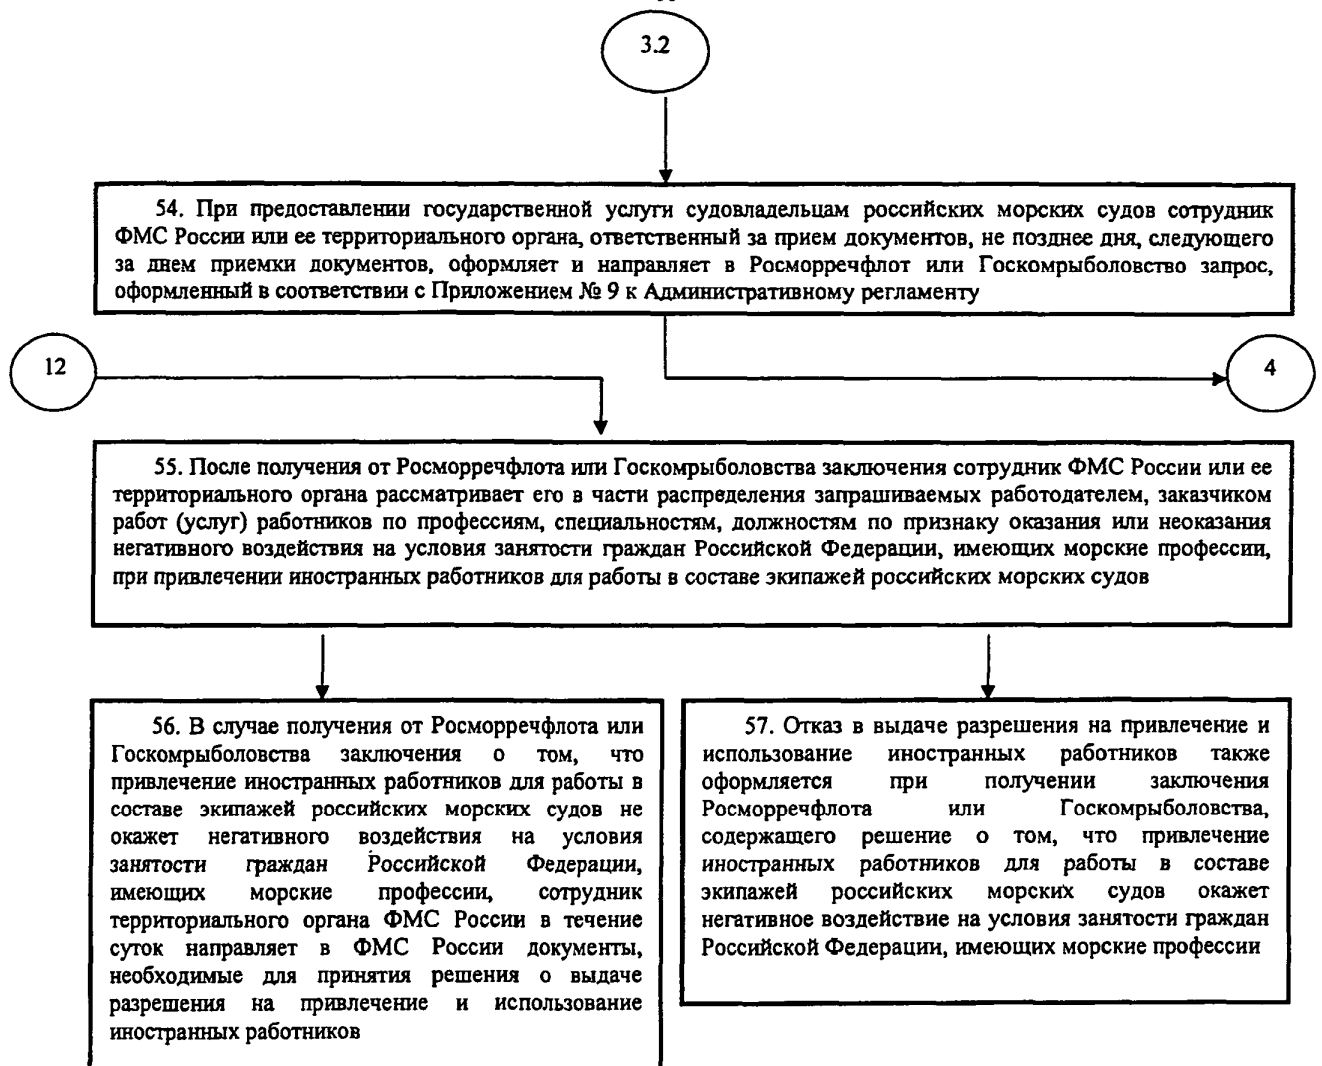 3.2
54. При предоставлении государственной услуги судовладельцам российских морских судов сотрудник
ФМС России или ее территориального органа, ответственный за прием документов, не позднее дня, следующего
за днем приемки документов, оформляет и направляет в Росморречфлот или Госкомрыболовство запрос,
оформленный в соответствии с Приложением № 9 к Административному регламенту
12
4
55. После получения от Росморречфлота или Госкомрыболовства заключения сотрудник ФМС России или ее
территориального органа рассматривает его в части распределения запрашиваемых работодателем, заказчиком
работ (услуг) работников по профессиям, специальностям, должностям по признаку оказания или неоказания
негативного воздействия на условия занятости граждан Российской Федерации, имеющих морские профессии,
при привлечении иностранных работников для работы в составе экипажей российских морских судов
56. В случае получения от Росморречфлота или
Госкомрыболовства заключения о том, что
привлечение иностранных работников для работы в
составе экипажей российских морских судов не
окажет негативного воздействия на условия
занятости граждан Российской Федерации,
имеющих морские профессии, сотрудник
территориального органа ФМС России в течение
суток направляет в ФМС России документы,
необходимые для принятия решения о выдаче
разрешения на привлечение и использование
иностранных работников
57. Отказ в выдаче разрешения на привлечение и
использование иностранных работников также
оформляется при получении заключения
Росморречфлота или Госкомрыболовства,
содержащего решение о том, что привлечение
иностранных работников для работы в составе
экипажей российских морских судов окажет
негативное воздействие на условия занятости граждан
Российской Федерации, имеющих морские профессии